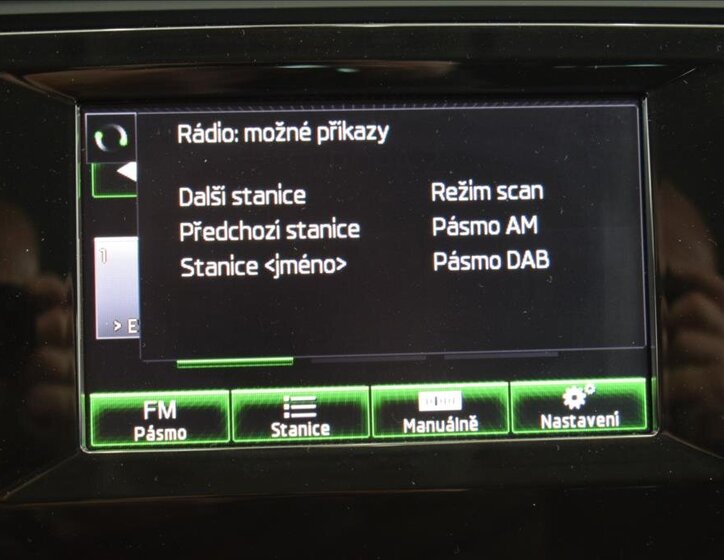 Rádio: možné příkazy
Další stanice
Režim scan
Předchozí stanice
Pásmo AM
Stanice <jméno>
Pásmo DAB
1
> E
FM
Pásmo
Stanice
Manuálně
Nastavení